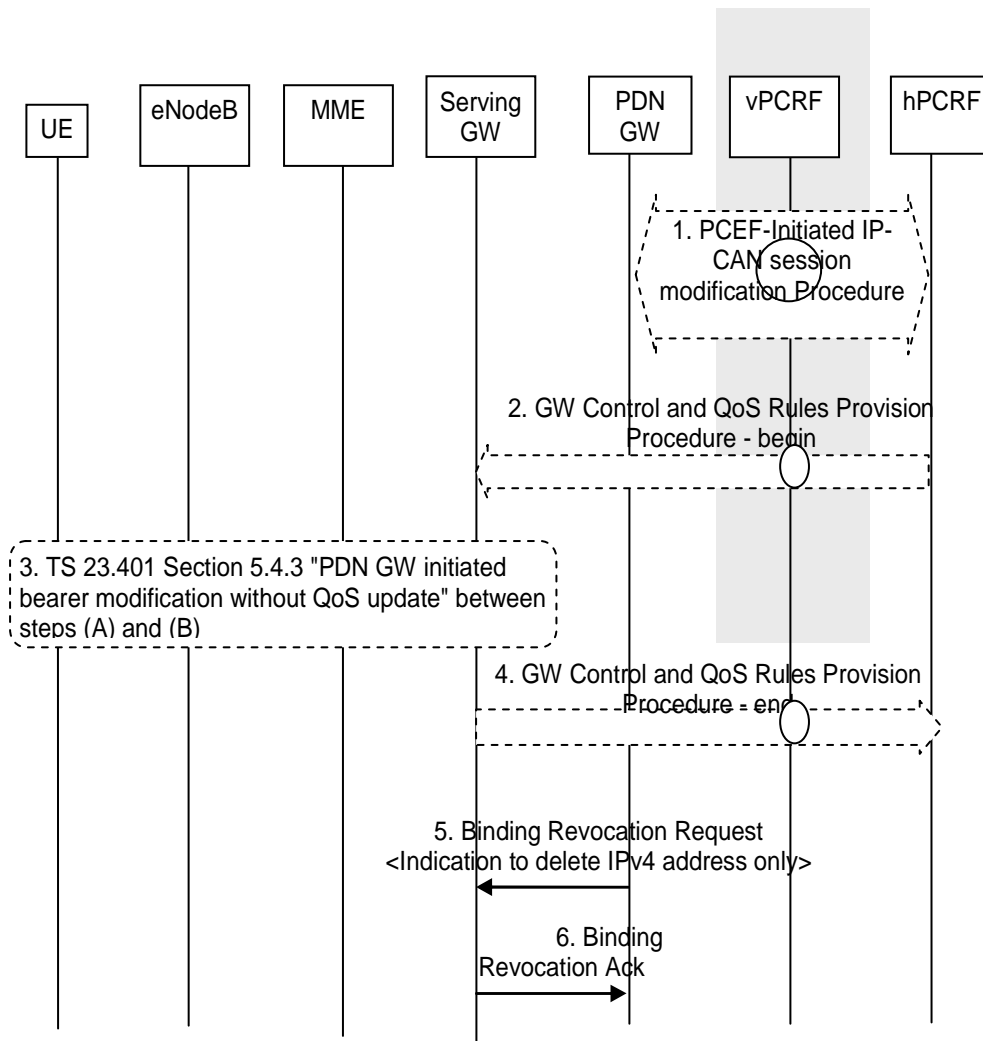 UE
eNodeB
MME
Serving
GW
PDN
GW
vPCRF
hPCRF
1. PCEF-Initiated IP-
CAN session
modification Procedure
2. GW Control and QoS Rules Provision
Procedure - begin
3. TS 23.401 Section 5.4.3 "PDN GW initiated
bearer modification without QoS update" between
steps (A) and (B)
4. GW Control and QoS Rules Provision
Procedure - end
5. Binding Revocation Request
<Indication to delete IPv4 address only>
6. Binding
Revocation Ack